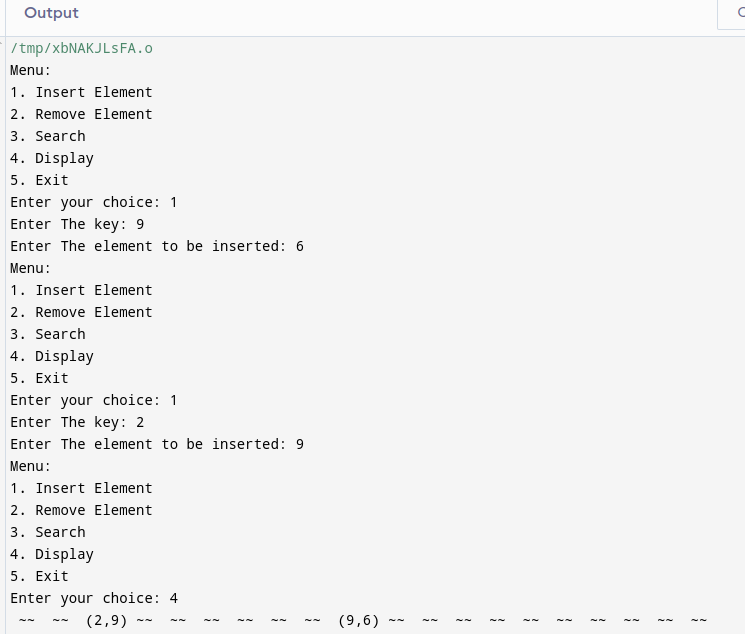 Output
/tmp/xbNAKJLsFA.o
Menu:
1. Insert Element
2. Remove Element
3. Search
4. Display
5. Exit
Enter your choice: 1
Enter The key: 9
Enter The element to be inserted: 6
Menu:
1. Insert Element
2. Remove Element
3. Search
4. Display
5. Exit
Enter your choice: 1
Enter The key: 2
Enter The element to be inserted: 9
Menu:
1. Insert Element
2. Remove Element
3. Search
4. Display
5. Exit
Enter your choice: 4
~~ ~~ (2,9) ~~ ~~ ~~ ~~ ~~ ~~ (9,6) ~~ ~~ ~~ ~~ ~~ ~~ ~~ ~~ ~~ ~~